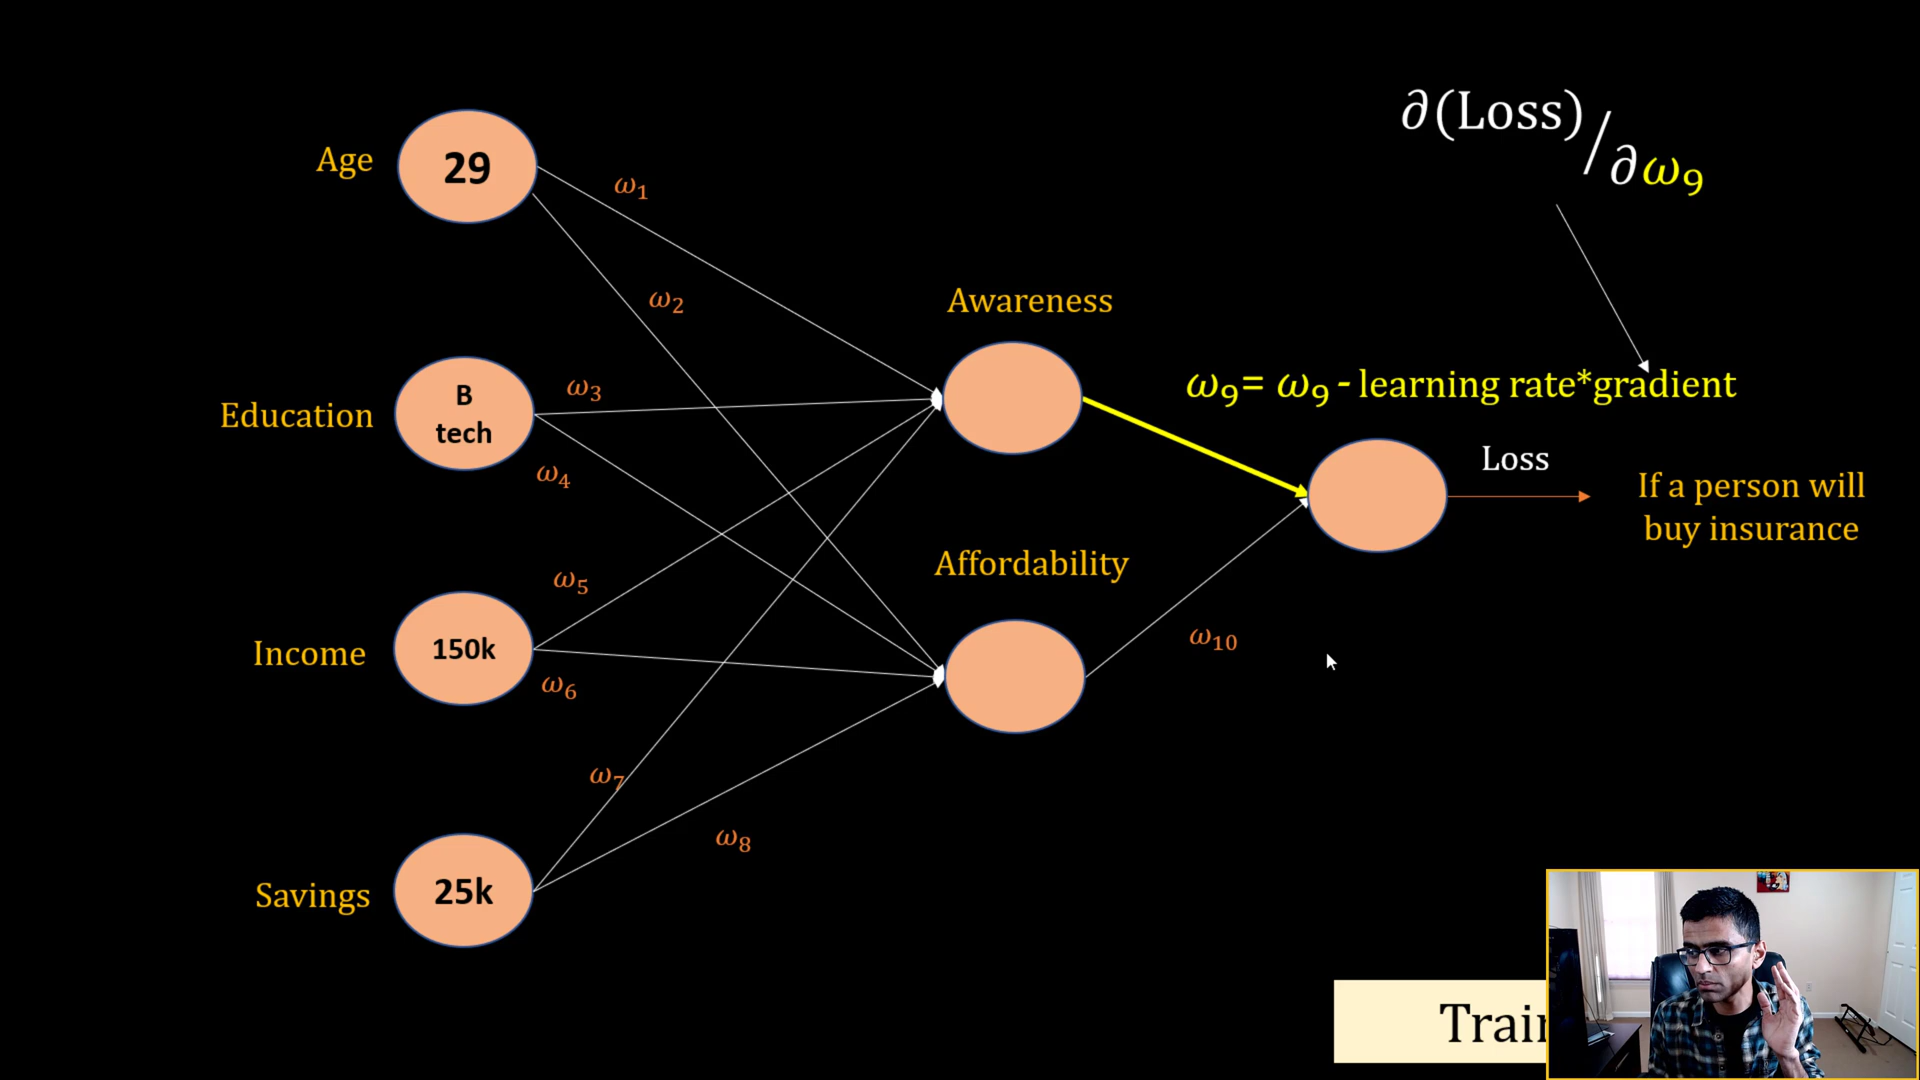 ∂(Loss)/∂ω₉
Age
29
ω₁
ω₂
Awareness
ω₉= ω₉ - learning rate*gradient
Education
B
tech
ω₃
ω₄
Loss
If a person will
buy insurance
Affordability
ω₅
Income
150k
ω₆
ω₁₀
ω₇
ω₈
Savings
25k